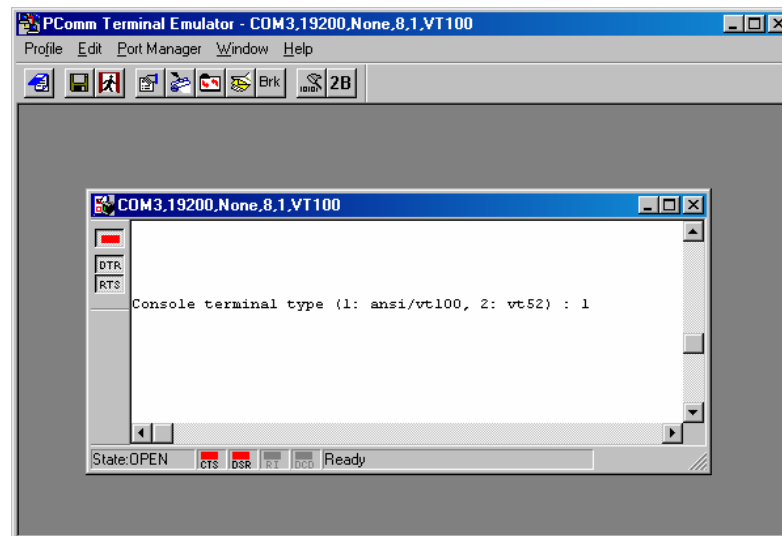 PComm Terminal Emulator - COM3,19200,None,8,1,VT100
Profile Edit Port Manager Window Help
Brk 2B
COM3,19200,None,8,1,VT100
DTR
RTS
Console terminal type (1: ansi/vt100, 2: vt52) : 1
State:OPEN CTS DSR RI DCD Ready